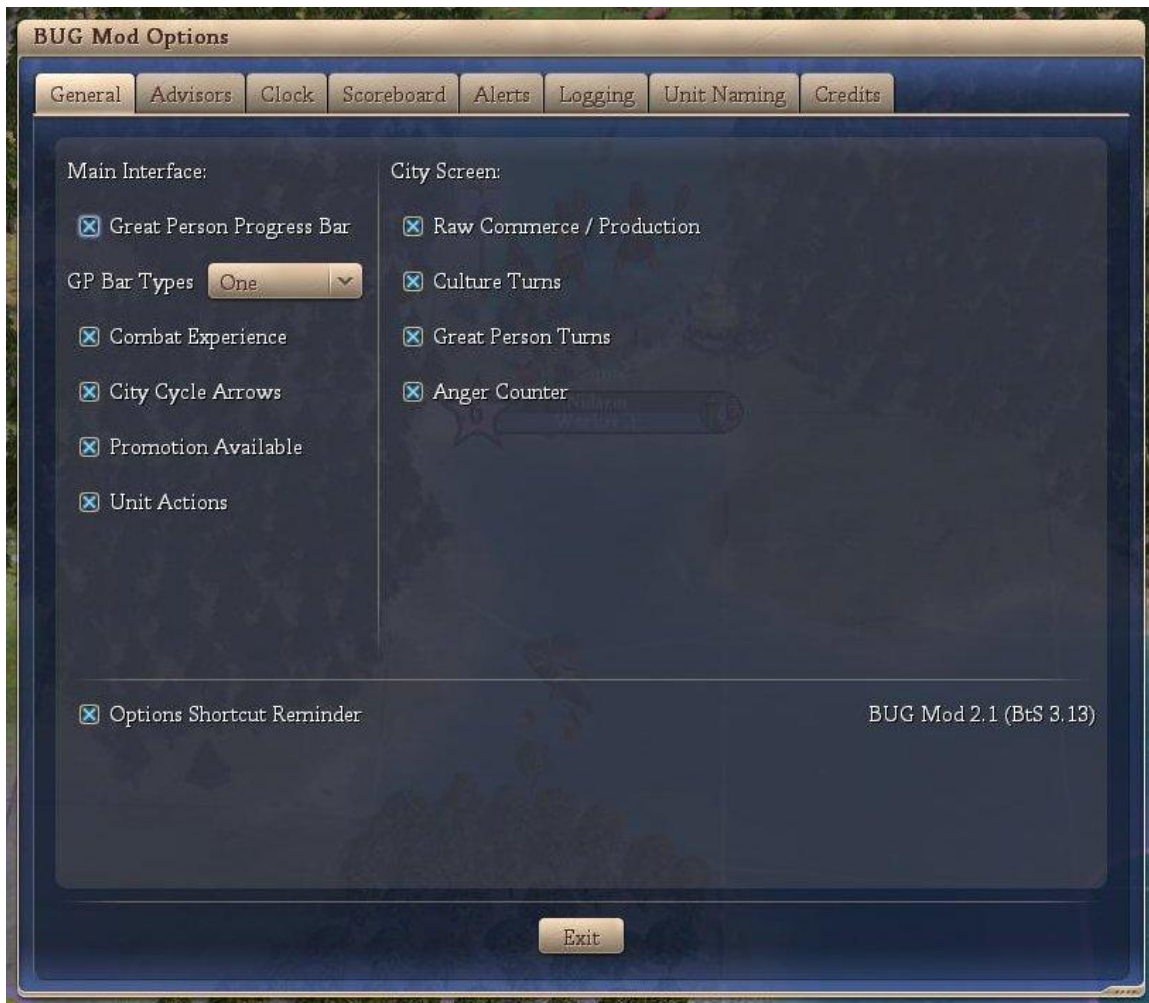 BUG Mod Options
General Advisors Clock Scoreboard Alerts Logging Unit Naming Credits
Main Interface:
Great Person Progress Bar
GP Bar Types One
Combat Experience
City Cycle Arrows
Promotion Available
Unit Actions
City Screen:
Raw Commerce / Production
Culture Turns
Great Person Turns
Anger Counter
Options Shortcut Reminder
BUG Mod 2.1 (BtS 3.13)
Exit